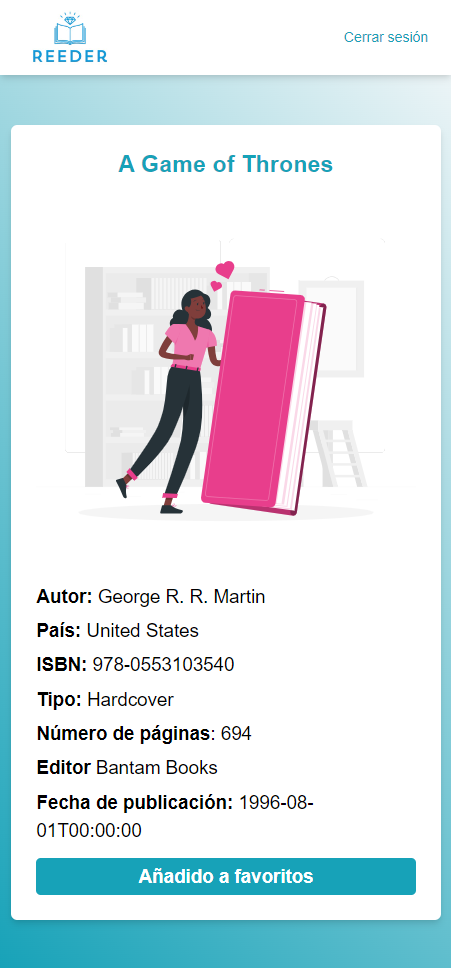 REEDER
Cerrar sesión
A Game of Thrones
Autor: George R. R. Martin
País: United States
ISBN: 978-0553103540
Tipo: Hardcover
Número de páginas: 694
Editor Bantam Books
Fecha de publicación: 1996-08-
01T00:00:00
Añadido a favoritos